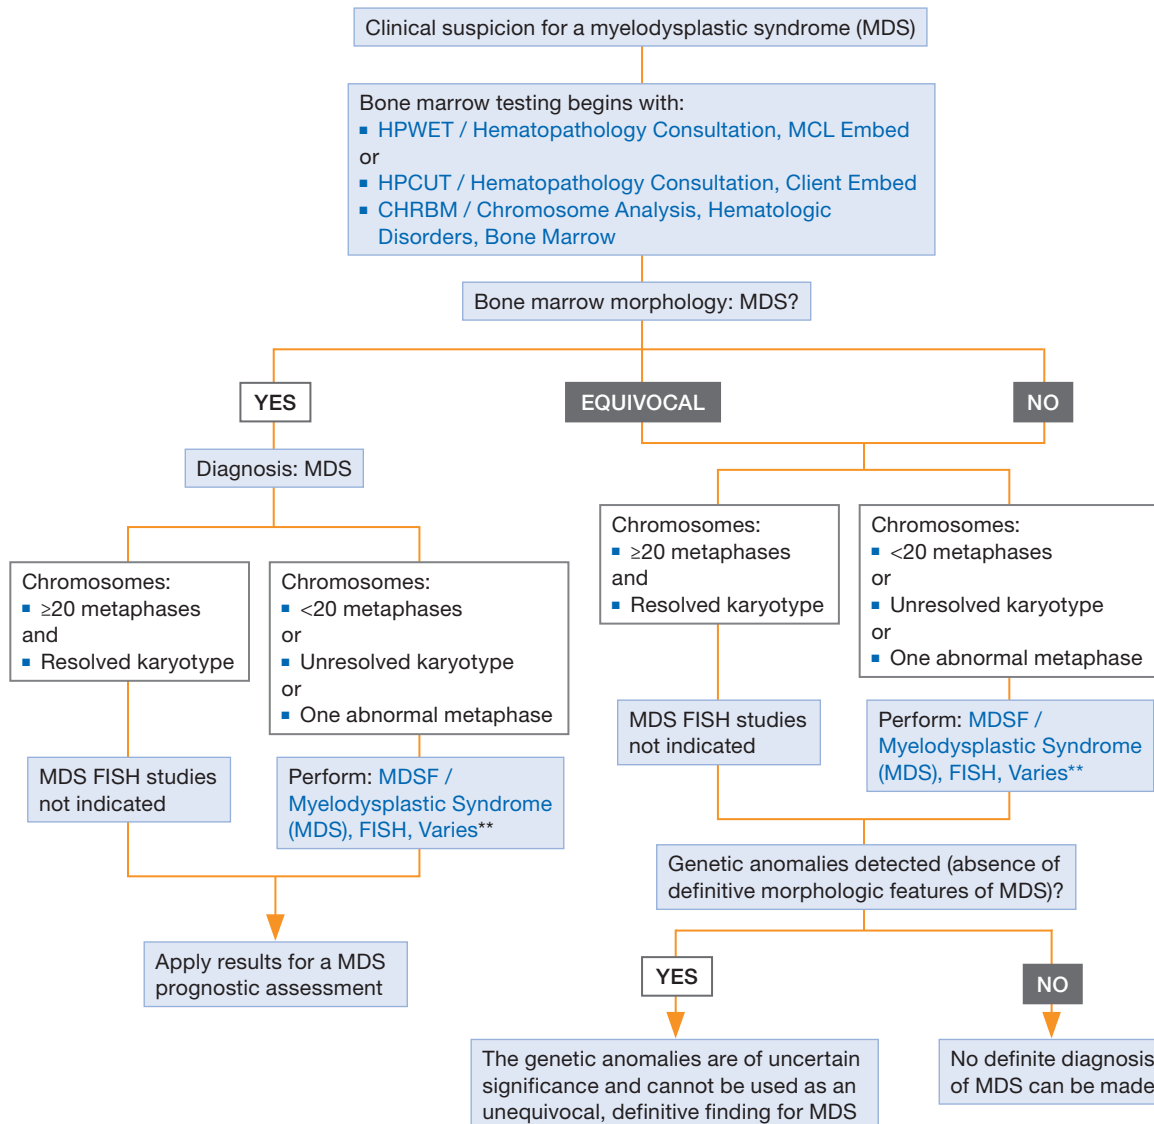 Clinical suspicion for a myelodysplastic syndrome (MDS)
Bone marrow testing begins with:
▪ HPWET / Hematopathology Consultation, MCL Embed
or
▪ HPCUT / Hematopathology Consultation, Client Embed
▪ CHRBM / Chromosome Analysis, Hematologic
Disorders, Bone Marrow
Bone marrow morphology: MDS?
YES
EQUIVOCAL
NO
Diagnosis: MDS
Chromosomes:
▪ ≥20 metaphases
and
▪ Resolved karyotype
Chromosomes:
▪ <20 metaphases
or
▪ Unresolved karyotype
or
▪ One abnormal metaphase
Chromosomes:
▪ ≥20 metaphases
and
▪ Resolved karyotype
Chromosomes:
▪ <20 metaphases
or
▪ Unresolved karyotype
or
▪ One abnormal metaphase
MDS FISH studies
not indicated
Perform: MDSF /
Myelodysplastic Syndrome
(MDS), FISH, Varies**
MDS FISH studies
not indicated
Perform: MDSF /
Myelodysplastic Syndrome
(MDS), FISH, Varies**
Apply results for a MDS
prognostic assessment
Genetic anomalies detected (absence of
definitive morphologic features of MDS)?
YES
NO
The genetic anomalies are of uncertain
significance and cannot be used as an
unequivocal, definitive finding for MDS
No definite diagnosis
of MDS can be made